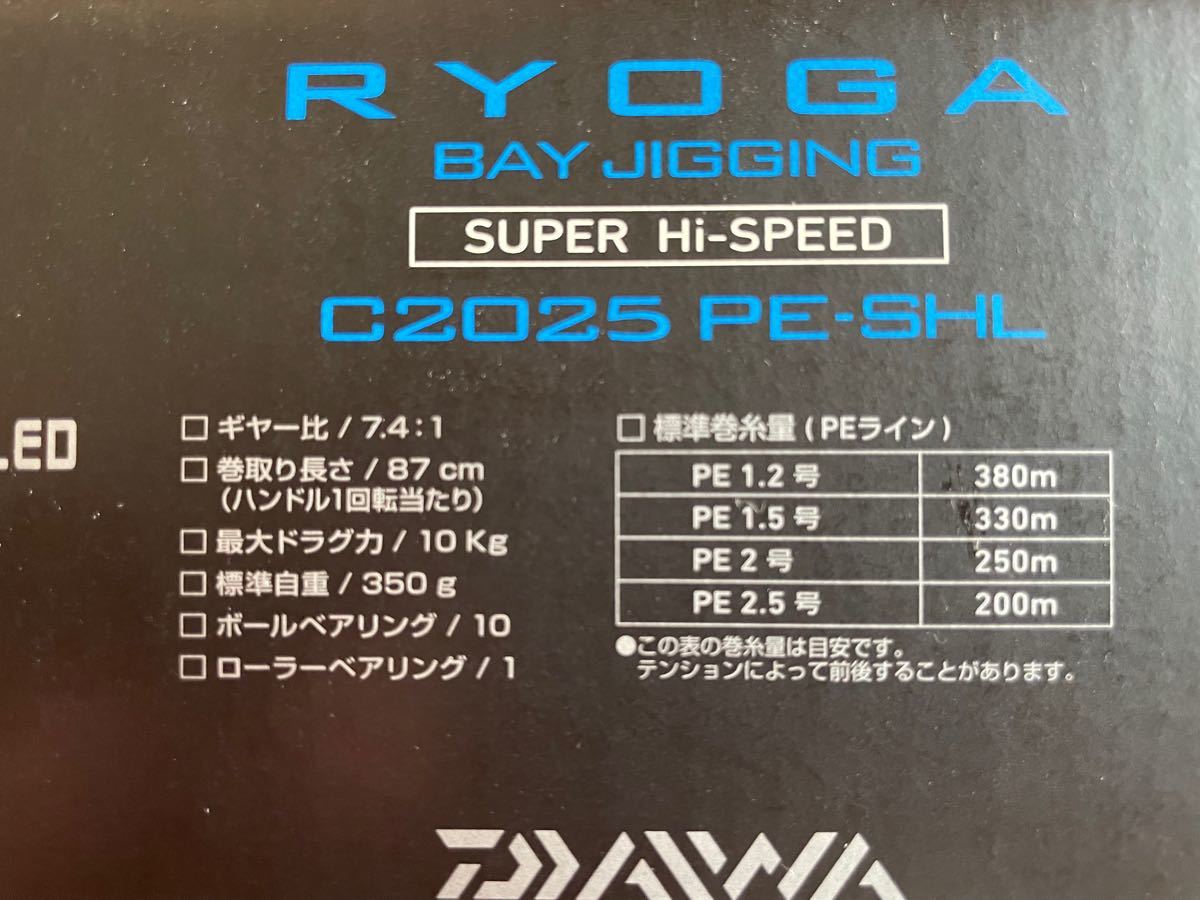 RYOGA
BAY JIGGING
SUPER Hi-SPEED
C2025 PE-SHL
LED
□ ギヤー比 / 7.4:1
□ 巻取り長さ / 87 cm
(ハンドル1回転当たり)
□ 最大ドラグ力 / 10 Kg
□ 標準自重 / 350 g
□ ボールベアリング / 10
□ ローラーベアリング / 1
□ 標準巻糸量 ( PEライン )
PE 1.2 号 380m
PE 1.5 号 330m
PE 2 号 250m
PE 2.5 号 200m
●この表の巻糸量は目安です。
テンションによって前後することがあります。
DAIWA